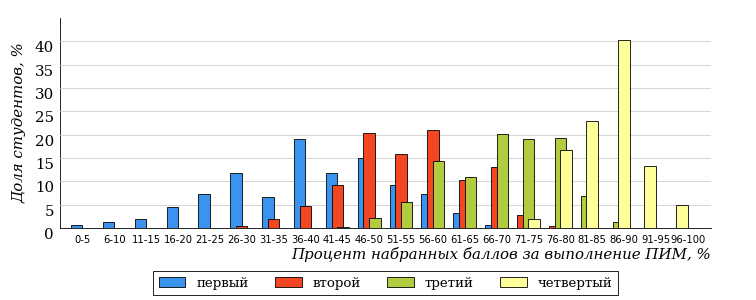 Доля студентов, %
40
35
30
25
20
15
10
5
0
0-5 6-10 11-15 16-20 21-25 26-30 31-35 36-40 41-45 46-50 51-55 56-60 61-65 66-70 71-75 76-80 81-85 86-90 91-95 96-100
Процент набранных баллов за выполнение ПИМ, %
первый второй третий четвертый